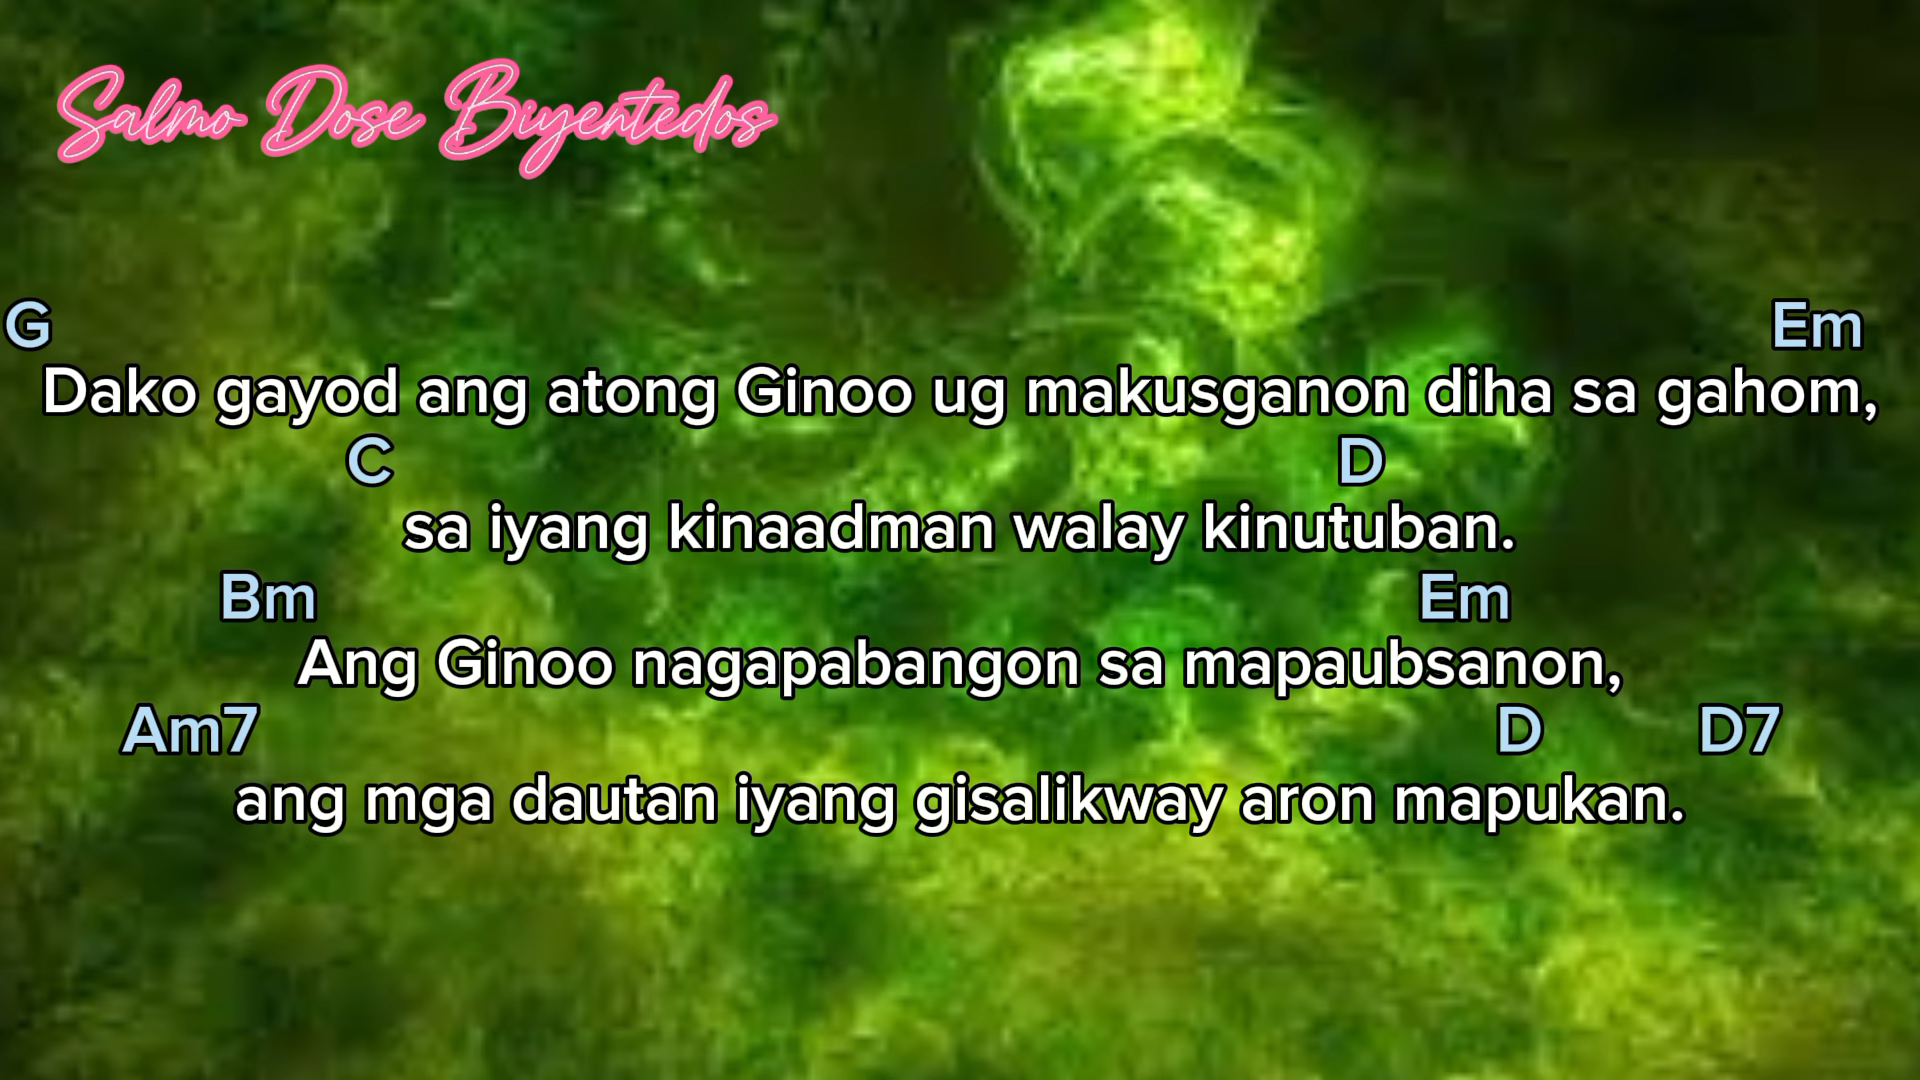 Salmo Dose Biyentedos
G Em
Dako gayod ang atong Ginoo ug makusganon diha sa gahom,
C D
sa iyang kinaadman walay kinutuban.
Bm Em
Ang Ginoo nagapabangon sa mapaubsanon,
Am7 D D7
ang mga dautan iyang gisalikway aron mapukan.